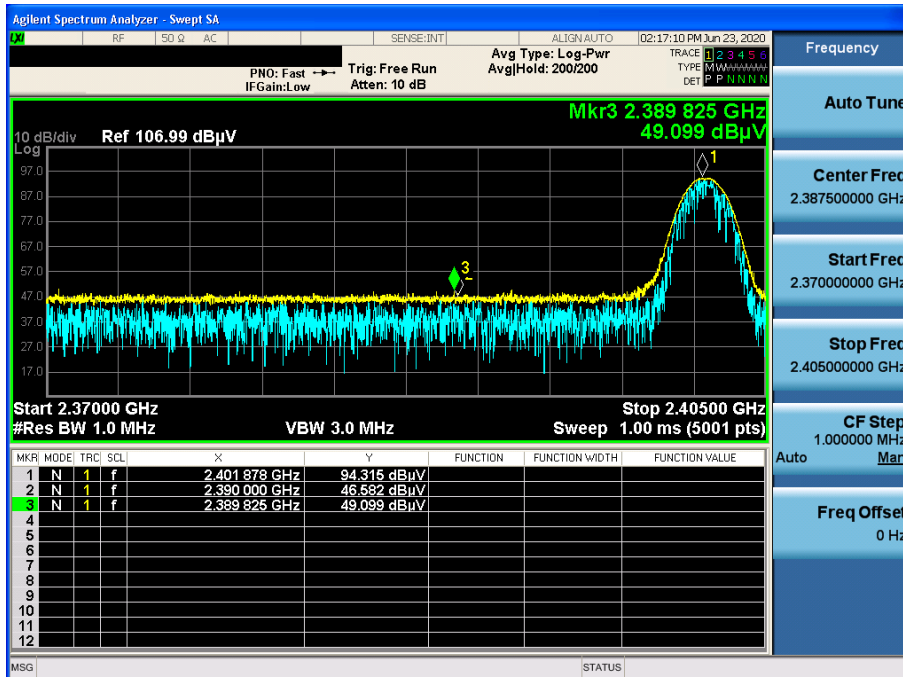 Agilent Spectrum Analyzer - Swept SA
LXI RF 50 Ω AC SENSE:INT ALIGN AUTO 02:17:10 PM Jun 23, 2020
PNO: Fast Trig: Free Run Avg Type: Log-Pwr TRACE 1 2 3 4 5 6
IFGain:Low Atten: 10 dB Avg|Hold: 200/200 TYPE M W W W W W
DET P P N N N N
Mkr3 2.389 825 GHz
49.099 dBµV
10 dB/div Ref 106.99 dBµV
Log
97.0
87.0
77.0
67.0
57.0
47.0
37.0
27.0
17.0
1
3
2
Start 2.37000 GHz Stop 2.40500 GHz
#Res BW 1.0 MHz VBW 3.0 MHz Sweep 1.00 ms (5001 pts)
MKR MODE TRC SCL X Y FUNCTION FUNCTION WIDTH FUNCTION VALUE
1 N 1 f 2.401 878 GHz 94.315 dBµV
2 N 1 f 2.390 000 GHz 46.582 dBµV
3 N 1 f 2.389 825 GHz 49.099 dBµV
4
5
6
7
8
9
10
11
12
MSG STATUS
Frequency
Auto Tune
Center Freq
2.387500000 GHz
Start Freq
2.370000000 GHz
Stop Freq
2.405000000 GHz
CF Step
1.000000 MHz
Auto Man
Freq Offset
0 Hz